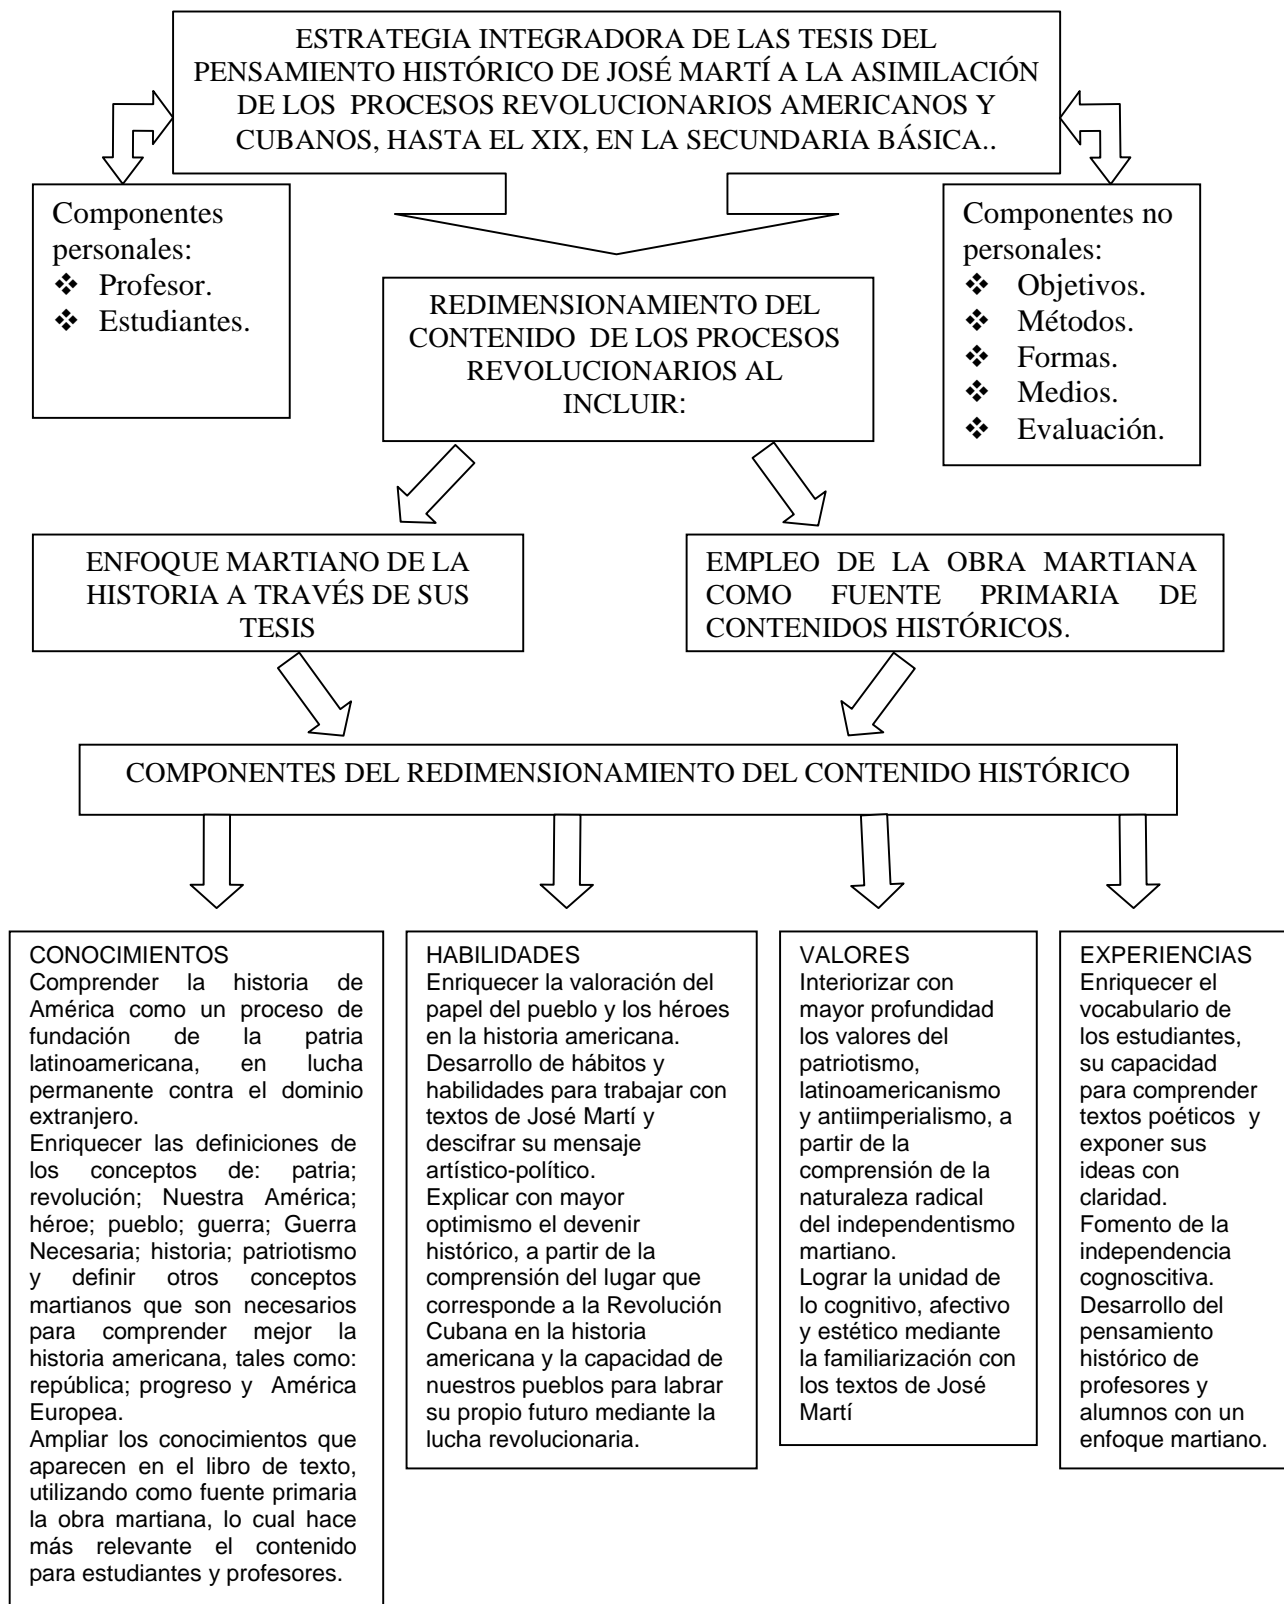 ESTRATEGIA INTEGRADORA DE LAS TESIS DEL
PENSAMIENTO HISTÓRICO DE JOSÉ MARTÍ A LA ASIMILACIÓN
DE LOS PROCESOS REVOLUCIONARIOS AMERICANOS Y
CUBANOS, HASTA EL XIX, EN LA SECUNDARIA BÁSICA..
Componentes
personales:
❖ Profesor.
❖ Estudiantes.
Componentes no
personales:
❖ Objetivos.
❖ Métodos.
❖ Formas.
❖ Medios.
❖ Evaluación.
REDIMENSIONAMIENTO DEL
CONTENIDO DE LOS PROCESOS
REVOLUCIONARIOS AL
INCLUIR:
ENFOQUE MARTIANO DE LA
HISTORIA A TRAVÉS DE SUS
TESIS
EMPLEO DE LA OBRA MARTIANA
COMO FUENTE PRIMARIA DE
CONTENIDOS HISTÓRICOS.
COMPONENTES DEL REDIMENSIONAMIENTO DEL CONTENIDO HISTÓRICO
CONOCIMIENTOS
Comprender la historia de
América como un proceso de
fundación de la patria
latinoamericana, en lucha
permanente contra el dominio
extranjero.
Enriquecer las definiciones de
los conceptos de: patria;
revolución; Nuestra América;
héroe; pueblo; guerra; Guerra
Necesaria; historia; patriotismo
y definir otros conceptos
martianos que son necesarios
para comprender mejor la
historia americana, tales como:
república; progreso y América
Europea.
Ampliar los conocimientos que
aparecen en el libro de texto,
utilizando como fuente primaria
la obra martiana, lo cual hace
más relevante el contenido
para estudiantes y profesores.
HABILIDADES
Enriquecer la valoración del
papel del pueblo y los héroes
en la historia americana.
Desarrollo de hábitos y
habilidades para trabajar con
textos de José Martí y
descifrar su mensaje
artístico-político.
Explicar con mayor
optimismo el devenir
histórico, a partir de la
comprensión del lugar que
corresponde a la Revolución
Cubana en la historia
americana y la capacidad de
nuestros pueblos para labrar
su propio futuro mediante la
lucha revolucionaria.
VALORES
Interiorizar con
mayor profundidad
los valores del
patriotismo,
latinoamericanismo
y antiimperialismo, a
partir de la
comprensión de la
naturaleza radical
del independentismo
martiano.
Lograr la unidad de
lo cognitivo, afectivo
y estético mediante
la familiarización con
los textos de José
Martí
EXPERIENCIAS
Enriquecer el
vocabulario de
los estudiantes,
su capacidad
para comprender
textos poéticos y
exponer sus
ideas con
claridad.
Fomento de la
independencia
cognoscitiva.
Desarrollo del
pensamiento
histórico de
profesores y
alumnos con un
enfoque martiano.